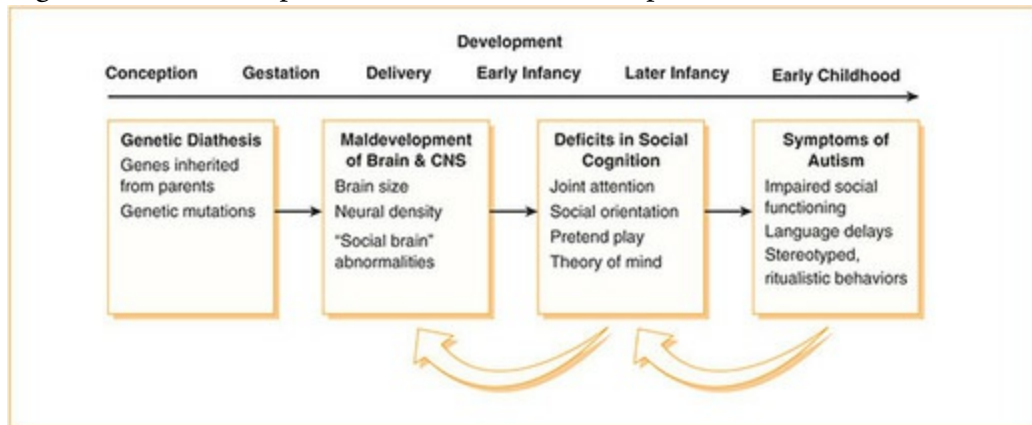 Development
Conception Gestation Delivery Early Infancy Later Infancy Early Childhood
Genetic Diathesis
Genes inherited
from parents
Genetic mutations
Maldevelopment
of Brain & CNS
Brain size
Neural density
“Social brain”
abnormalities
Deficits in Social
Cognition
Joint attention
Social orientation
Pretend play
Theory of mind
Symptoms of
Autism
Impaired social
functioning
Language delays
Stereotyped,
ritualistic behaviors